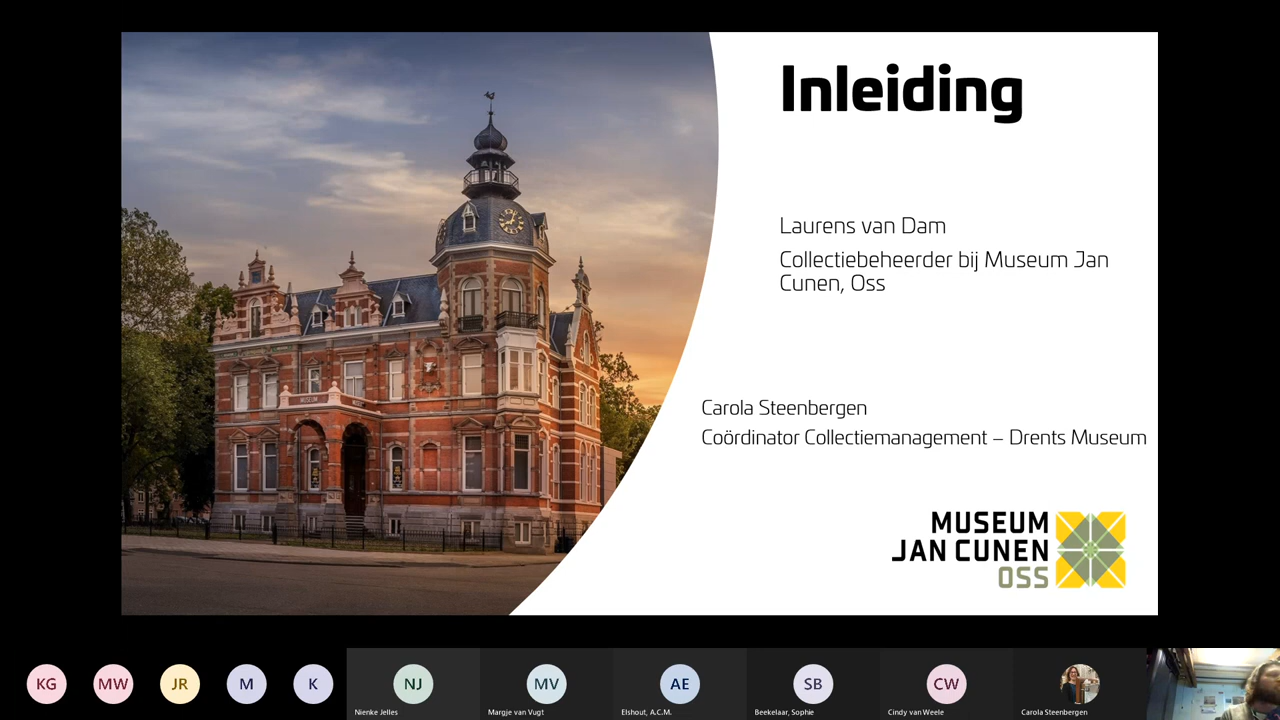 Inleiding
Laurens van Dam
Collectiebeheerder bij Museum Jan
Cunen, Oss
Carola Steenbergen
Coördinator Collectiemanagement – Drents Museum
MUSEUM
MUSEUM
JAN CUNEN
OSS
KG
MW
JR
M
K
NJ
MV
AE
SB
CW
Nienke Jelles
Margje van Vugt
Elshout, A.C.M.
Beekelaar, Sophie
Cindy van Weele
Carola Steenbergen